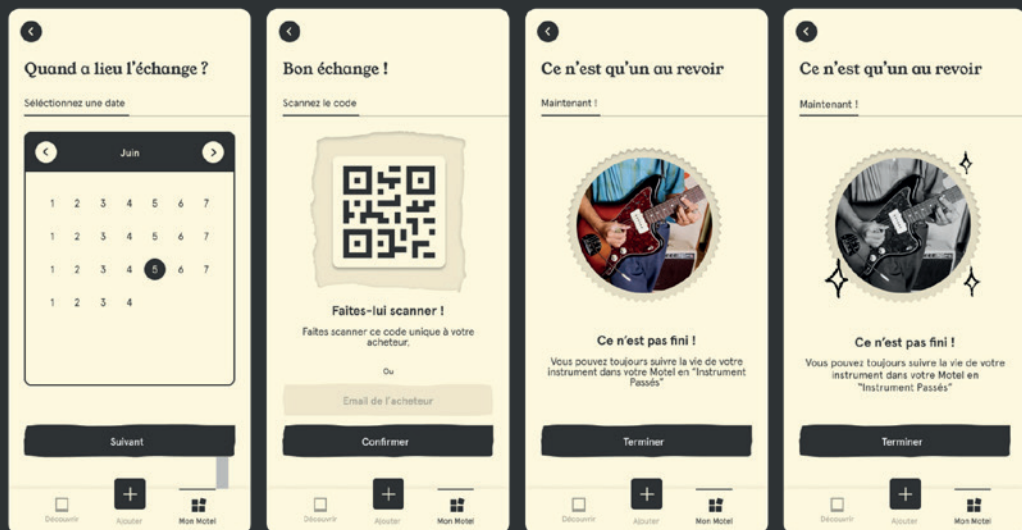 Quand a lieu l'échange ?
Séléctionnez une date
Juin
1 2 3 4 5 6 7
1 2 3 4 5 6 7
1 2 3 4 5 6 7
1 2 3 4
Suivant
Découvrir
Ajouter
Mon Motel
Bon échange !
Scannez le code
Faites-lui scanner !
Faites scanner ce code unique à votre
acheteur.
Ou
Email de l'acheteur
Confirmer
Découvrir
Ajouter
Mon Motel
Ce n'est qu'un au revoir
Maintenant !
Ce n'est pas fini !
Vous pouvez toujours suivre la vie de votre
instrument dans votre Motel en "Instrument
Passés"
Terminer
Découvrir
Ajouter
Mon Motel
Ce n'est qu'un au revoir
Maintenant !
Ce n'est pas fini !
Vous pouvez toujours suivre la vie de votre
instrument dans votre Motel en
"Instrument Passés"
Terminer
Découvrir
Ajouter
Mon Motel